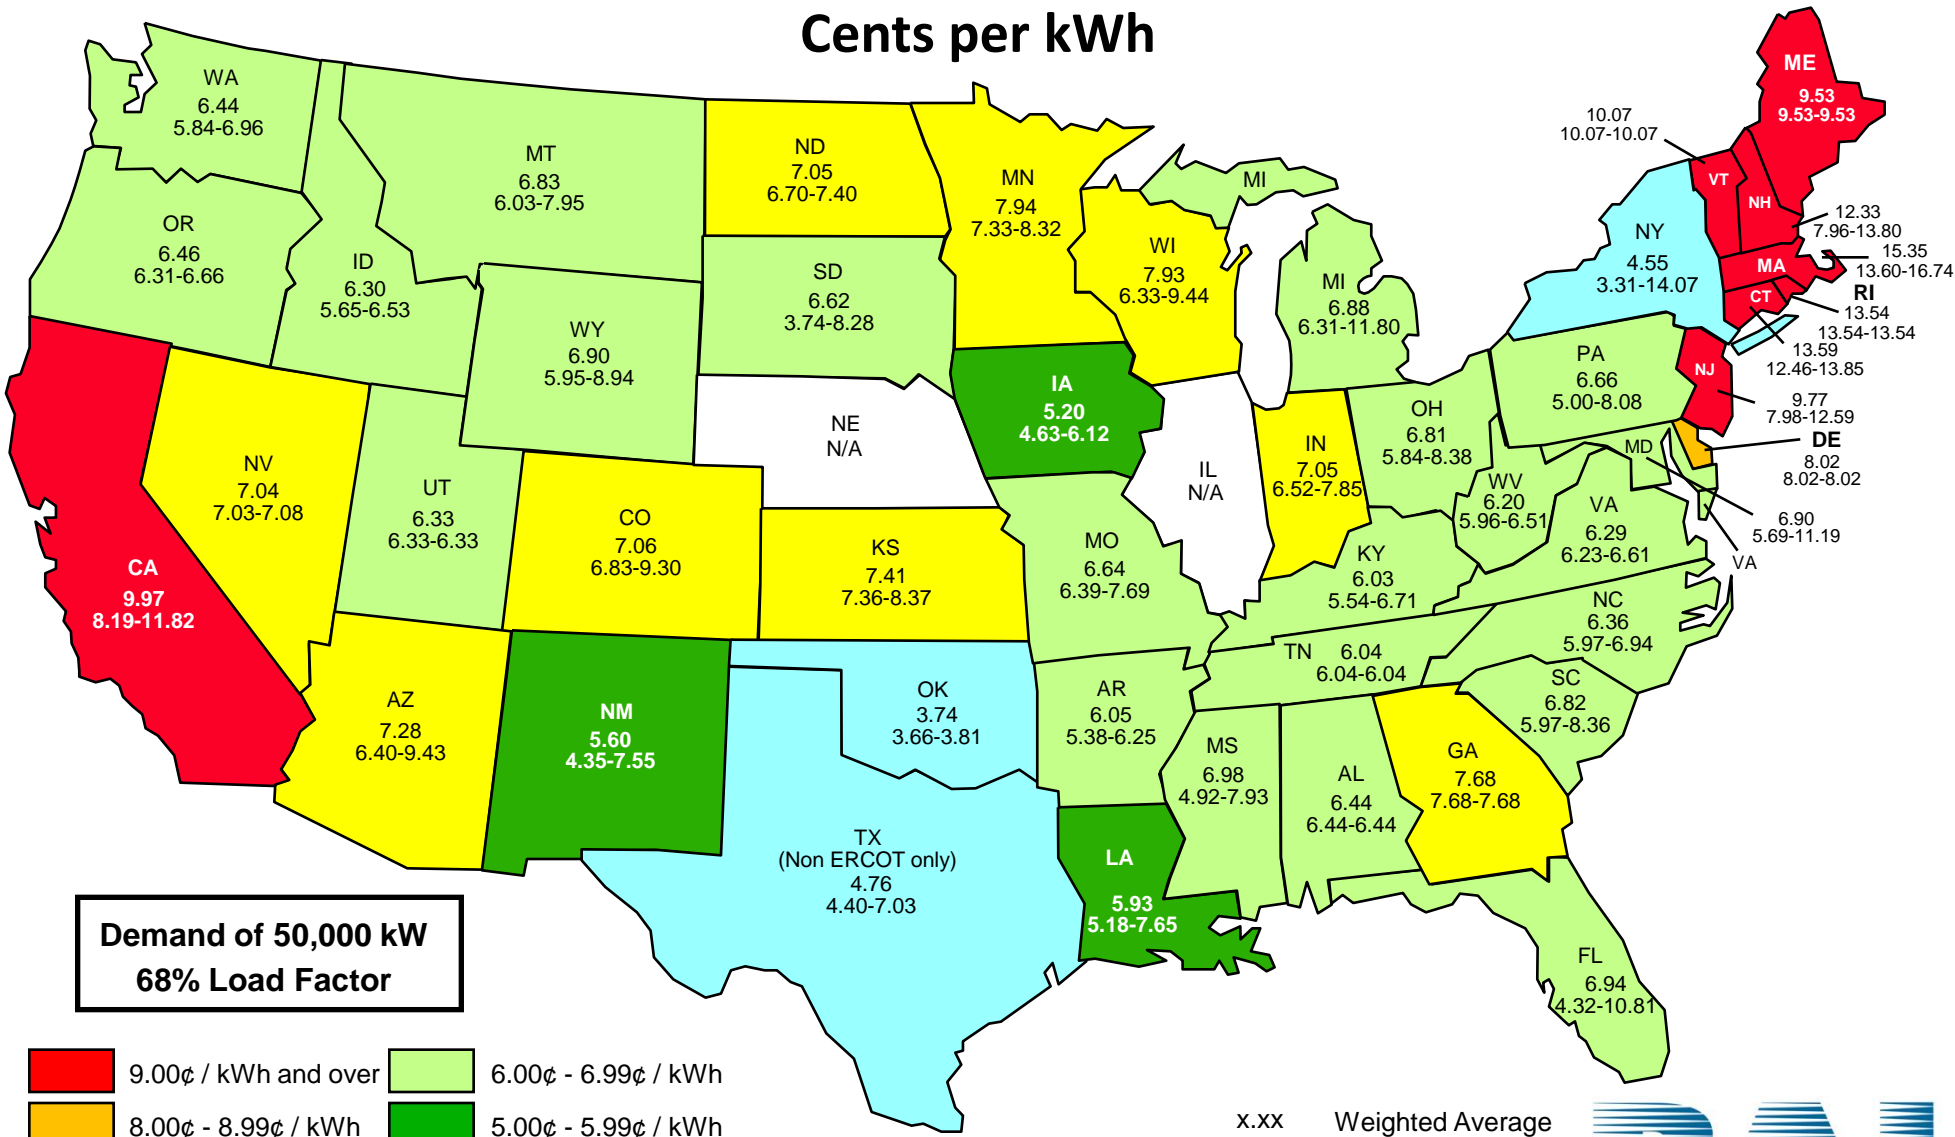 Cents per kWh
WA
6.44
5.84-6.96
MT
6.83
6.03-7.95
ND
7.05
6.70-7.40
MN
7.94
7.33-8.32
ME
9.53
9.53-9.53
10.07
10.07-10.07
VT
NH
12.33
7.96-13.80
MI
OR
6.46
6.31-6.66
ID
6.30
5.65-6.53
SD
6.62
3.74-8.28
WI
7.93
6.33-9.44
MI
6.88
6.31-11.80
NY
4.55
3.31-14.07
MA
15.35
13.60-16.74
CT
RI
13.54
13.54-13.54
13.59
12.46-13.85
WY
6.90
5.95-8.94
IA
5.20
4.63-6.12
PA
6.66
5.00-8.08
NJ
9.77
7.98-12.59
NE
N/A
OH
6.81
5.84-8.38
DE
8.02
8.02-8.02
NV
7.04
7.03-7.08
UT
6.33
6.33-6.33
CO
7.06
6.83-9.30
KS
7.41
7.36-8.37
MO
6.64
6.39-7.69
IL
N/A
IN
7.05
6.52-7.85
WV
6.20
5.96-6.51
MD
6.90
5.69-11.19
VA
6.29
6.23-6.61
VA
CA
9.97
8.19-11.82
KY
6.03
5.54-6.71
NC
6.36
5.97-6.94
TN 6.04
6.04-6.04
AZ
7.28
6.40-9.43
NM
5.60
4.35-7.55
OK
3.74
3.66-3.81
AR
6.05
5.38-6.25
SC
6.82
5.97-8.36
MS
6.98
4.92-7.93
AL
6.44
6.44-6.44
GA
7.68
7.68-7.68
TX
(Non ERCOT only)
4.76
4.40-7.03
LA
5.93
5.18-7.65
FL
6.94
4.32-10.81
Demand of 50,000 kW
68% Load Factor
9.00¢ / kWh and over
6.00¢ - 6.99¢ / kWh
8.00¢ - 8.99¢ / kWh
5.00¢ - 5.99¢ / kWh
x.xx Weighted Average